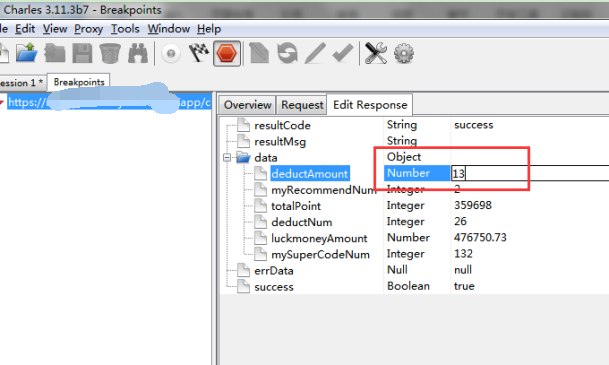 Charles 3.11.3b7 - Breakpoints
le Edit View Proxy Tools Window Help
ession 1 * Breakpoints
https:// iapp/c
Overview Request Edit Response
resultCode String success
resultMsg String
data Object
deductAmount Number 13
myRecommendNum Integer 2
totalPoint Integer 359698
deductNum Integer 26
luckmoneyAmount Number 476750.73
mySuperCodeNum Integer 132
errData Null null
success Boolean true